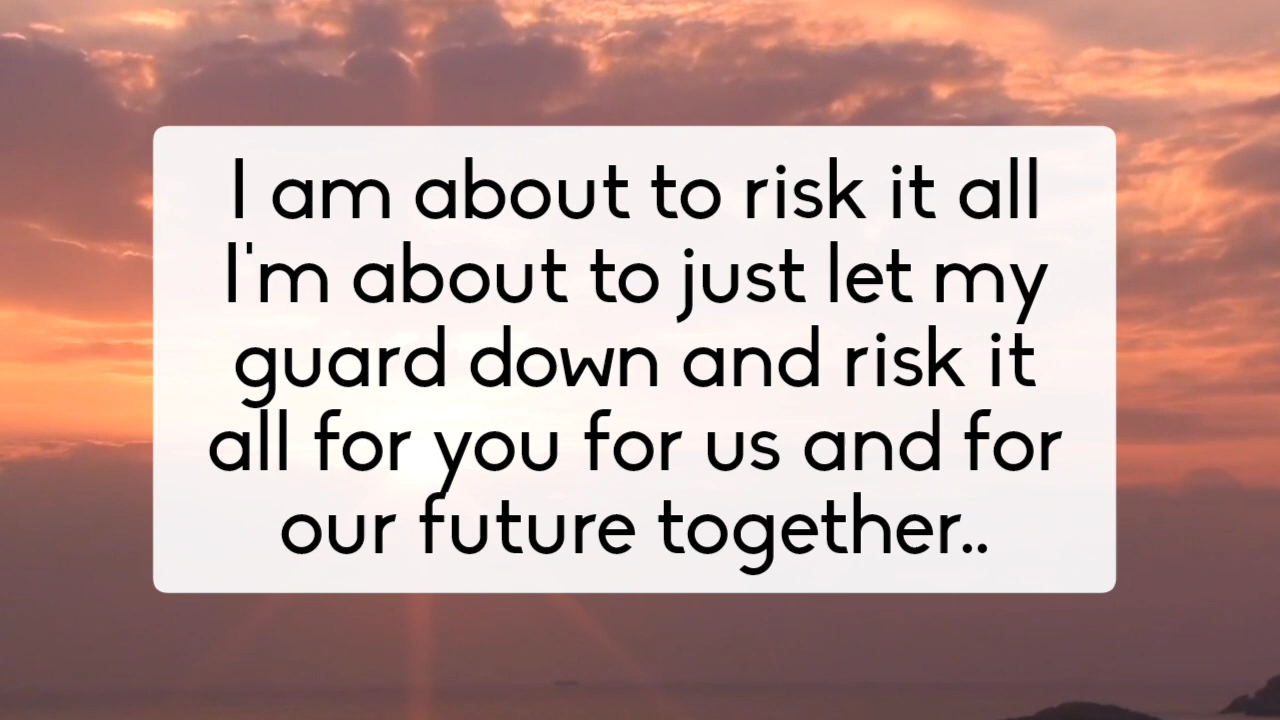 I am about to risk it all
I'm about to just let my
guard down and risk it
all for you for us and for
our future together..